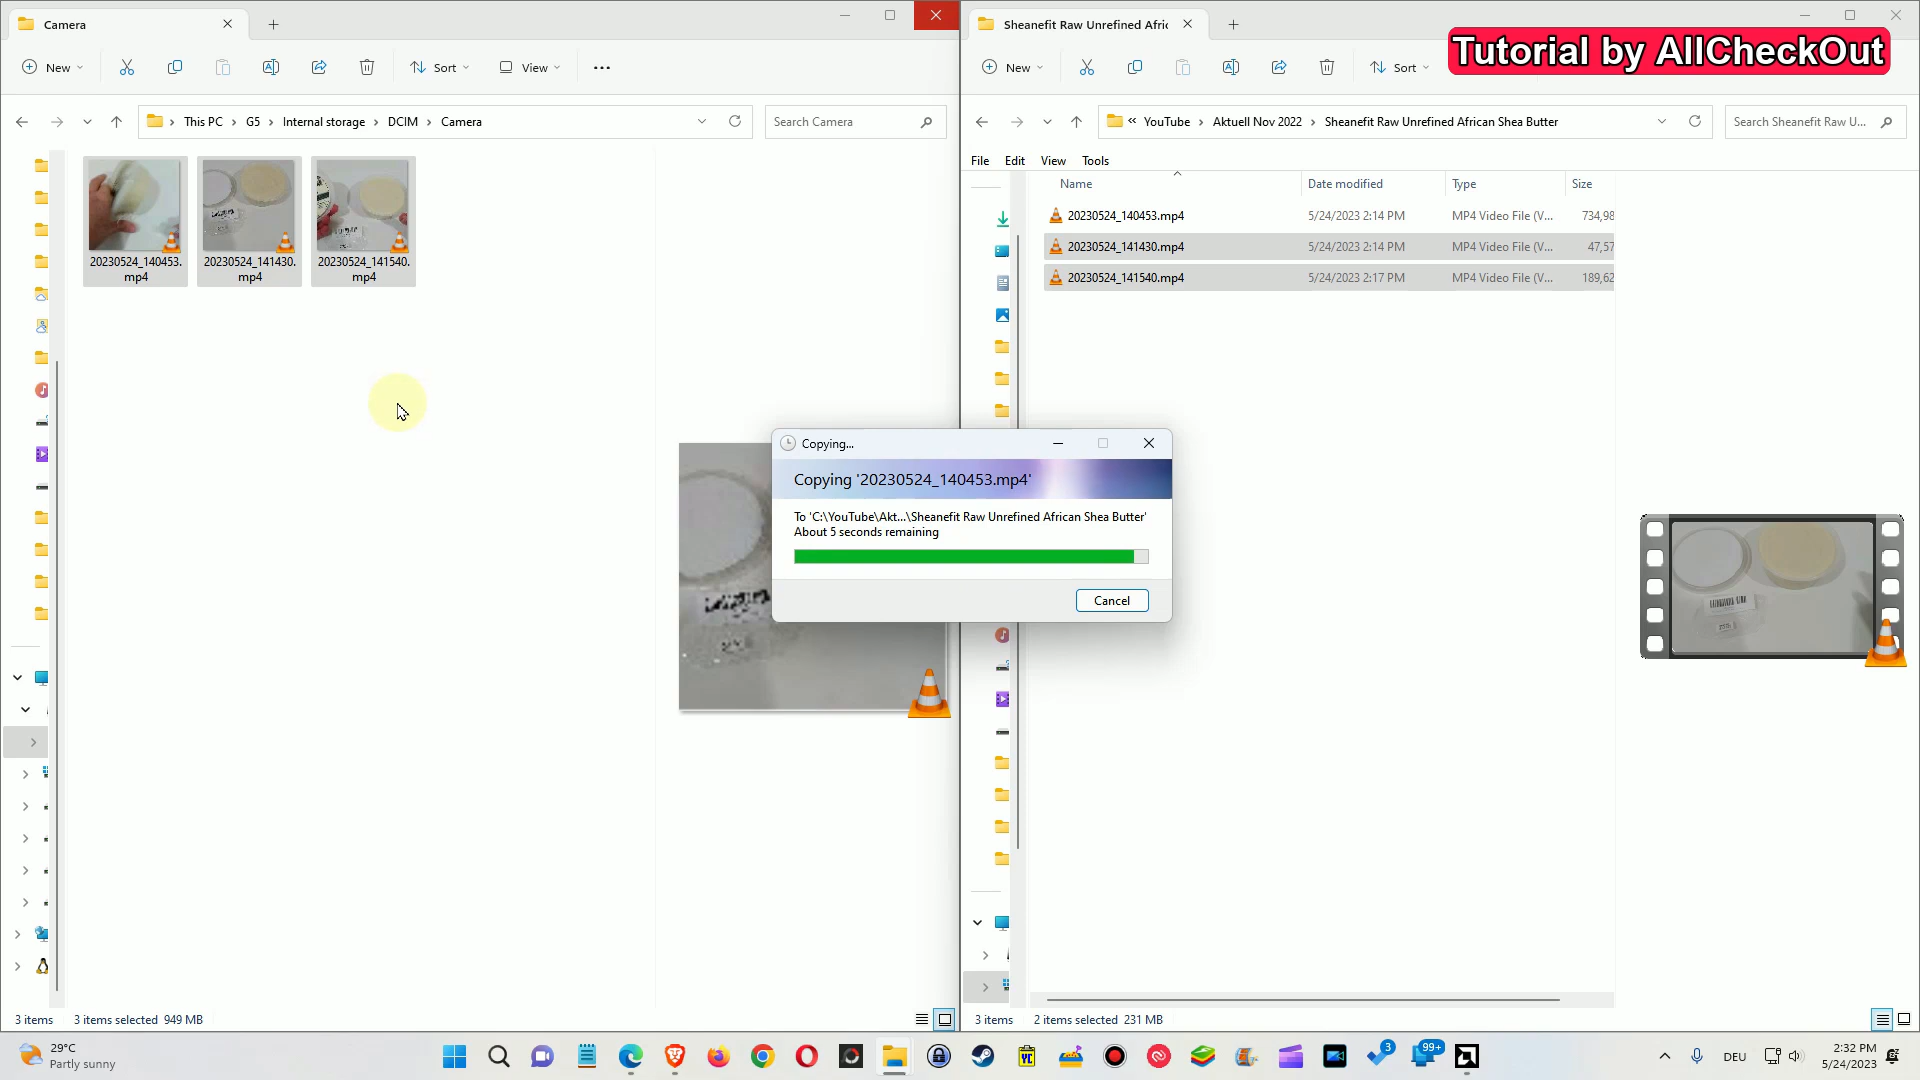 Camera
New
Sort
View
This PC
G5
Internal storage
DCIM
Camera
Search Camera
20230524_140453.
mp4
20230524_141430.
mp4
20230524_141540.
mp4
3 items
3 items selected 949 MB
Sheanefit Raw Unrefined Afric
Tutorial by AllCheckOut
New
Sort
YouTube
Aktuell Nov 2022
Sheanefit Raw Unrefined African Shea Butter
Search Sheanefit Raw U...
File Edit View Tools
Name Date modified Type Size
20230524_140453.mp4 5/24/2023 2:14 PM MP4 Video File (V... 734,98
20230524_141430.mp4 5/24/2023 2:14 PM MP4 Video File (V... 47,57
20230524_141540.mp4 5/24/2023 2:17 PM MP4 Video File (V... 189,62
3 items
2 items selected 231 MB
Copying...
Copying '20230524_140453.mp4'
To 'C:\YouTube\Akt...\Sheanefit Raw Unrefined African Shea Butter'
About 5 seconds remaining
Cancel
29°C
Partly sunny
3
99+
DEU
2:32 PM
5/24/2023